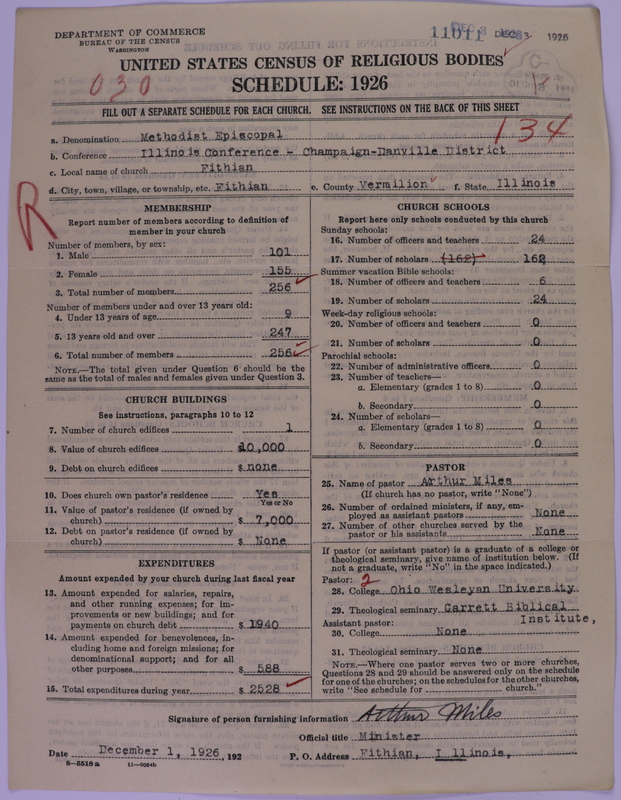 DEPARTMENT OF COMMERCE
BUREAU OF THE CENSUS
WASHINGTON
11011 DEC 3 1926
UNITED STATES CENSUS OF RELIGIOUS BODIES
SCHEDULE: 1926
030
FILL OUT A SEPARATE SCHEDULE FOR EACH CHURCH. SEE INSTRUCTIONS ON THE BACK OF THIS SHEET
134
a. Denomination Methodist Episcopal
b. Conference Illinois Conference - Champaign-Danville District
c. Local name of church Fithian
d. City, town, village, or township, etc. Fithian e. County Vermilion f. State Illinois
R
MEMBERSHIP
Report number of members according to definition of
member in your church
Number of members, by sex:
1. Male 101
2. Female 155
3. Total number of members 256
Number of members under and over 13 years old:
4. Under 13 years of age 9
5. 13 years old and over 247
6. Total number of members 256
NOTE.—The total given under Question 6 should be
same as the total of males and females given under Question 3.
CHURCH BUILDINGS
See instructions, paragraphs 10 to 12
7. Number of church edifices 1
8. Value of church edifices $10,000
9. Debt on church edifices $ none
10. Does church own pastor's residence Yes
Yes or No
11. Value of pastor's residence (if owned by
church) $ 7,000
12. Debt on pastor's residence (if owned by
church) $ None
EXPENDITURES
Amount expended by your church during last fiscal year
13. Amount expended for salaries, repairs,
and other running expenses; for im-
provements or new buildings; and for
payments on church debt $ 1940
14. Amount expended for benevolences, in-
cluding home and foreign missions; for
denominational support; and for all
other purposes $ 588
15. Total expenditures during year $ 2528
CHURCH SCHOOLS
Report here only schools conducted by this church
Sunday schools:
16. Number of officers and teachers 24
17. Number of scholars (162) 162
Summer vacation Bible schools:
18. Number of officers and teachers 6
19. Number of scholars 24
Week-day religious schools:
20. Number of officers and teachers 0
21. Number of scholars 0
Parochial schools:
22. Number of administrative officers 0
23. Number of teachers—
a. Elementary (grades 1 to 8) 0
b. Secondary 0
24. Number of scholars—
a. Elementary (grades 1 to 8) 0
b. Secondary 0
PASTOR
25. Name of pastor Arthur Miles
(If church has no pastor, write "None")
26. Number of ordained ministers, if any, em-
ployed as assistant pastors None
27. Number of other churches served by the
pastor or his assistants None
If pastor (or assistant pastor) is a graduate of a college or
theological seminary, give name of institution below. (If
not a graduate, write "No" in the space indicated.)
Pastor: 2
28. College Ohio Wesleyan University
29. Theological seminary Garrett Biblical
Institute,
Assistant pastor:
30. College None
31. Theological seminary None
NOTE.—Where one pastor serves two or more churches,
Questions 28 and 29 should be answered only on the schedule
for one of the churches; on the schedules for the other churches,
write "See schedule for church."
Signature of person furnishing information Arthur Miles
Official title Minister
Date December 1, 1926, 192 P. O. Address Fithian, Illinois,
8—5518a 11—9084b